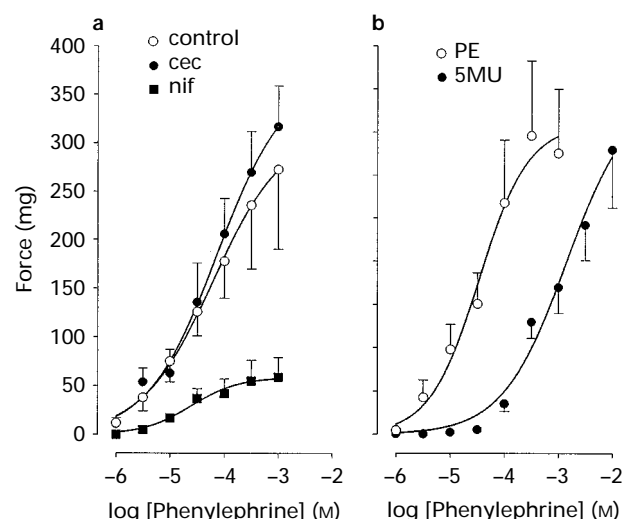 a
control
cec
nif
b
PE
5MU
400
350
300
250
200
150
100
50
0
Force (mg)
−6 −5 −4 −3 −2
−6 −5 −4 −3 −2
log [Phenylephrine] (M)
log [Phenylephrine] (M)